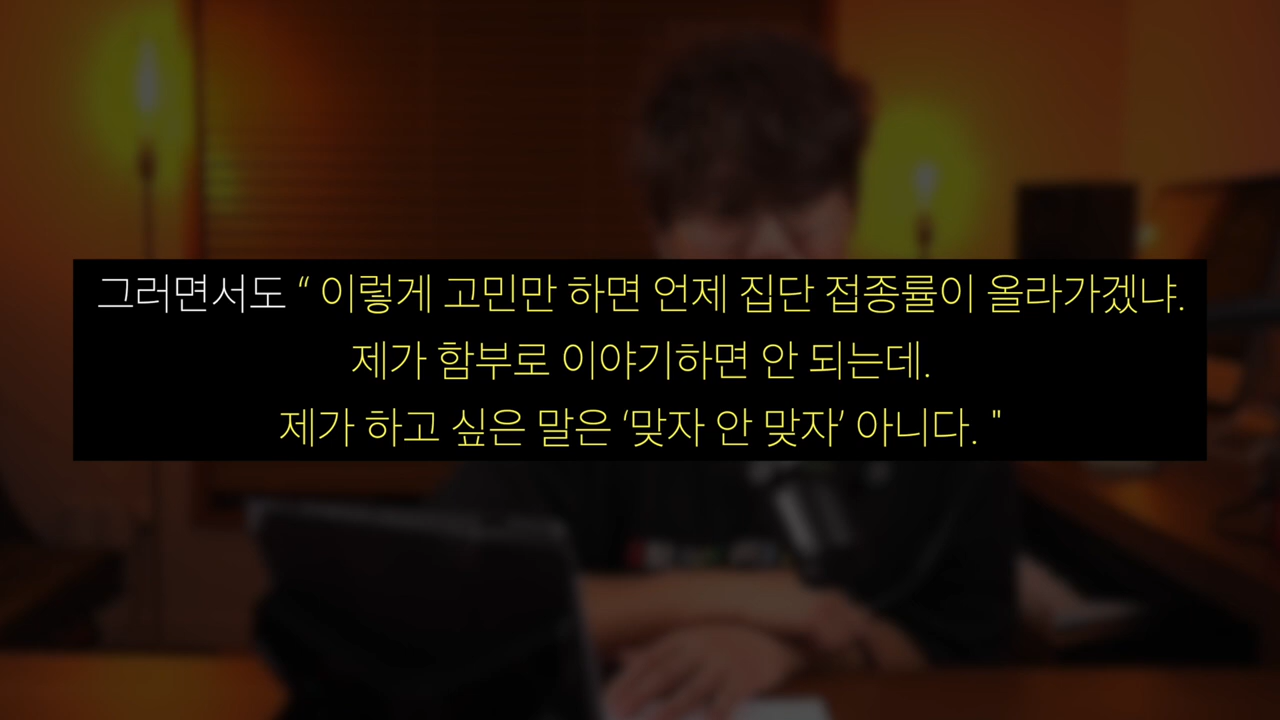 그러면서도 “ 이렇게 고민만 하면 언제 집단 접종률이 올라가겠냐.
제가 함부로 이야기하면 안 되는데.
제가 하고 싶은 말은 ‘맞자 안 맞자’ 아니다. "